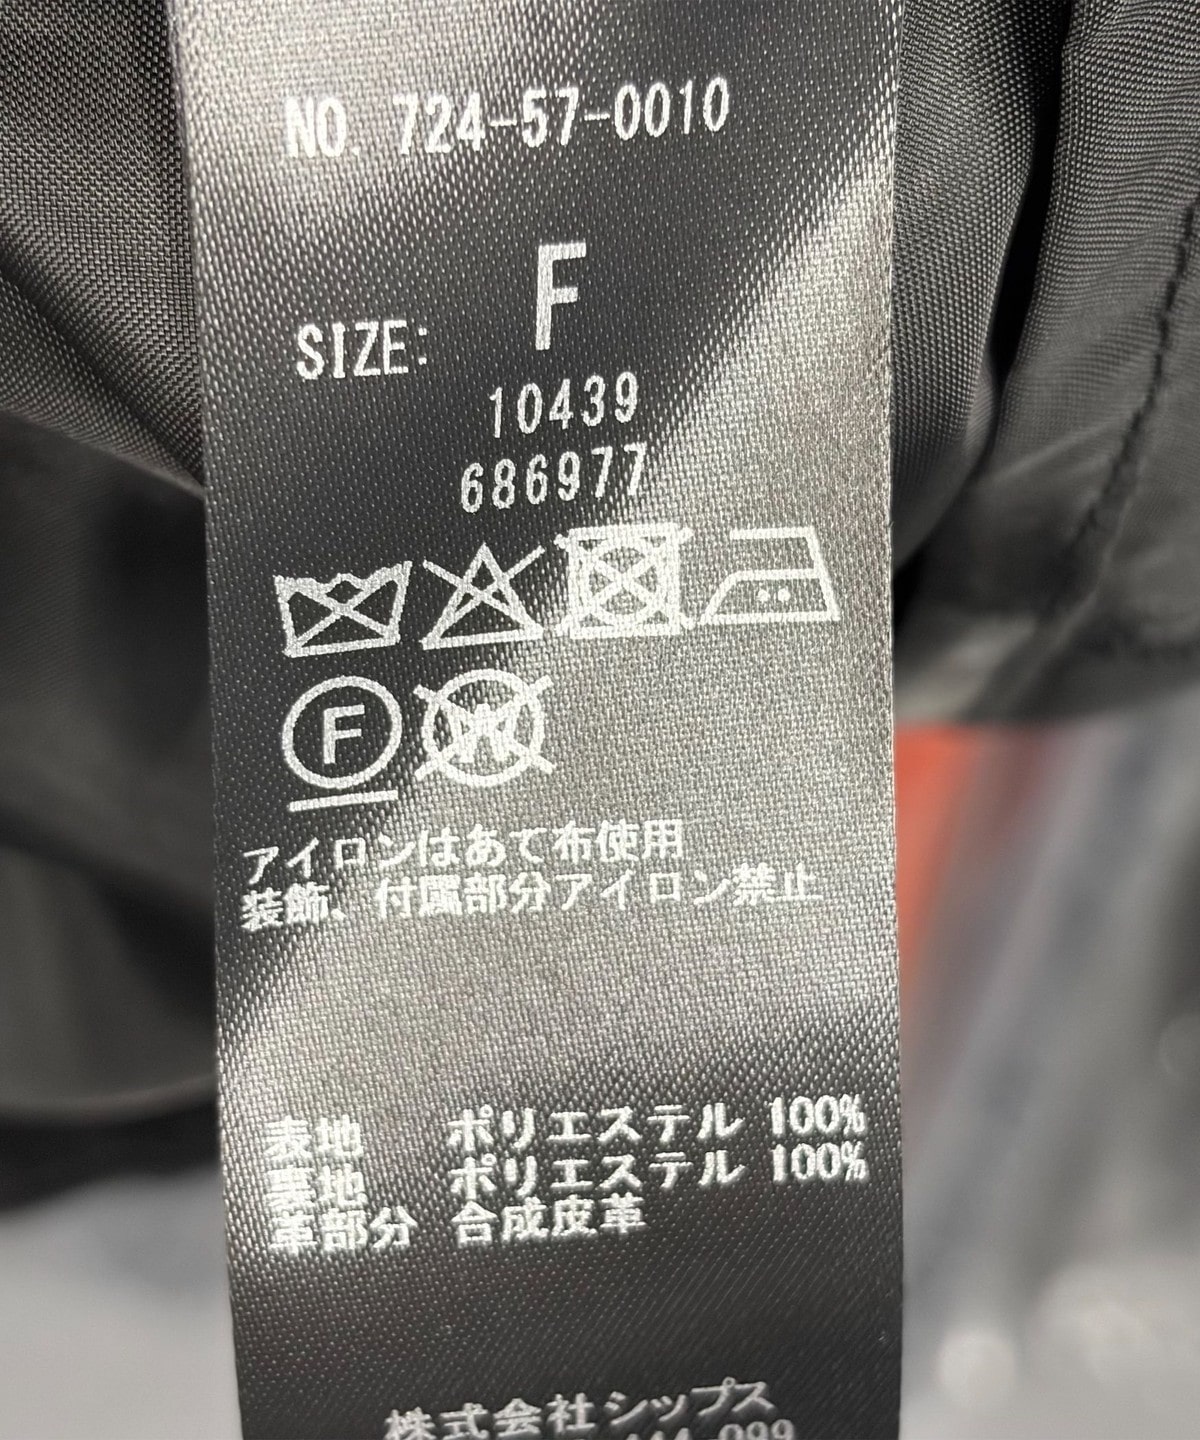 NO. 724-57-0010
F
SIZE:
10439
686977
F
W
アイロンはあて布使用
装飾、付属部分アイロン禁止
表地 ポリエステル 100%
裏地 ポリエステル 100%
革部分 合成皮革
株式会社シップス